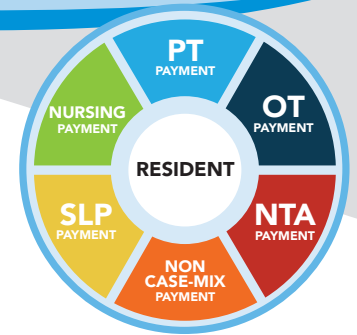 PT
PAYMENT
OT
PAYMENT
NTA
PAYMENT
NON
CASE-MIX
PAYMENT
SLP
PAYMENT
NURSING
PAYMENT
RESIDENT